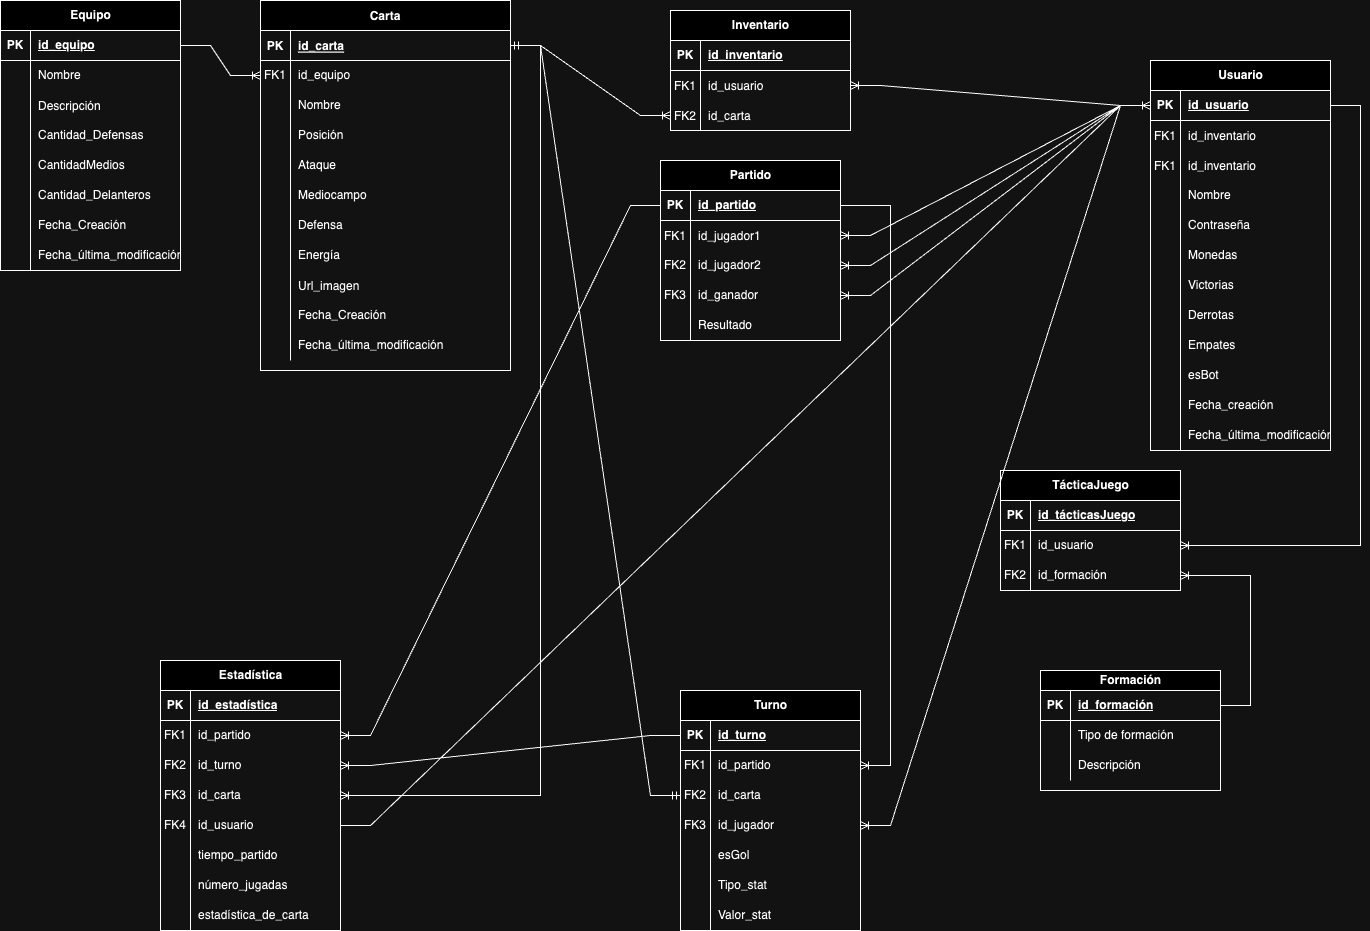 Equipo
PK id_equipo
Nombre
Descripción
Cantidad_Defensas
CantidadMedios
Cantidad_Delanteros
Fecha_Creación
Fecha_última_modificación
Carta
PK id_carta
FK1 id_equipo
Nombre
Posición
Ataque
Mediocampo
Defensa
Energía
Url_imagen
Fecha_Creación
Fecha_última_modificación
Inventario
PK id_inventario
FK1 id_usuario
FK2 id_carta
Partido
PK id_partido
FK1 id_jugador1
FK2 id_jugador2
FK3 id_ganador
Resultado
Usuario
PK id_usuario
FK1 id_inventario
FK1 id_inventario
Nombre
Contraseña
Monedas
Victorias
Derrotas
Empates
esBot
Fecha_creación
Fecha_última_modificación
TácticaJuego
PK id_tácticasJuego
FK1 id_usuario
FK2 id_formación
Formación
PK id_formación
Tipo de formación
Descripción
Estadística
PK id_estadística
FK1 id_partido
FK2 id_turno
FK3 id_carta
FK4 id_usuario
tiempo_partido
número_jugadas
estadística_de_carta
Turno
PK id_turno
FK1 id_partido
FK2 id_carta
FK3 id_jugador
esGol
Tipo_stat
Valor_stat